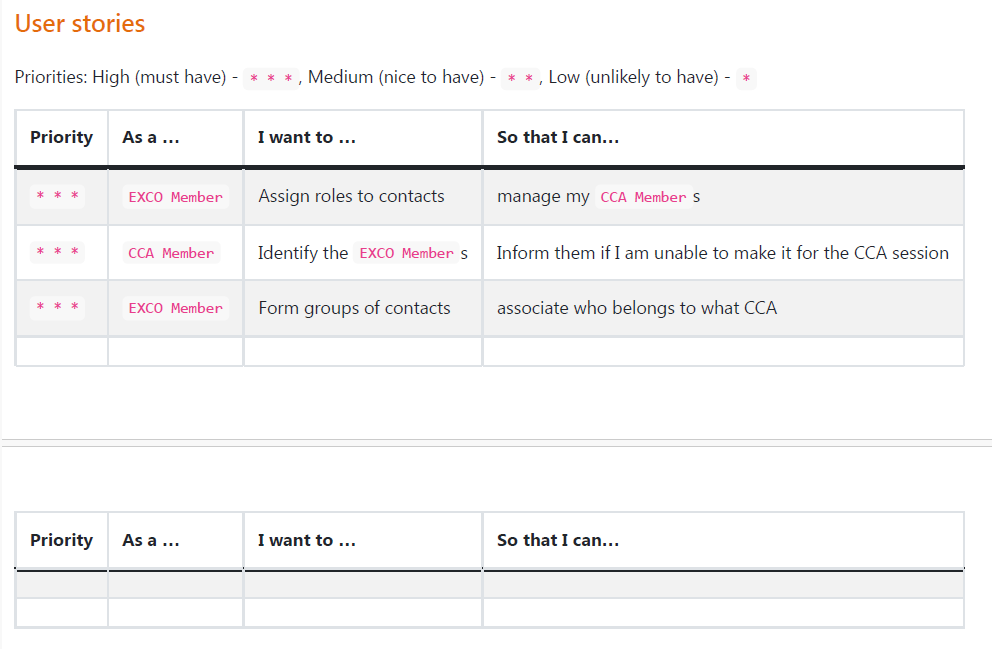 User stories
Priorities: High (must have) - * * *, Medium (nice to have) - * *, Low (unlikely to have) - *
Priority As a … I want to … So that I can…
* * * EXCO Member Assign roles to contacts manage my CCA Member s
* * * CCA Member Identify the EXCO Member s Inform them if I am unable to make it for the CCA session
* * * EXCO Member Form groups of contacts associate who belongs to what CCA
Priority As a … I want to … So that I can…